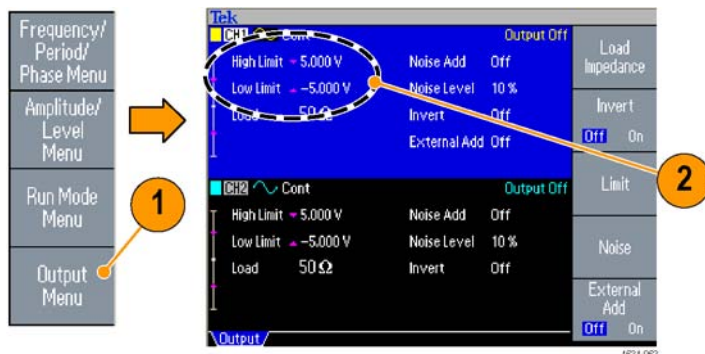 Frequency/
Period/
Phase Menu
Amplitude/
Level
Menu
Run Mode
Menu
Output
Menu
1
Tek
CH1 Cont Output Off
High Limit 5.000 V Noise Add Off
Low Limit -5.000 V Noise Level 10 %
Load 50 Ω Invert Off
External Add Off
CH2 Cont Output Off
High Limit 5.000 V Noise Add Off
Low Limit -5.000 V Noise Level 10 %
Load 50 Ω Invert Off
Output
Load
Impedance
Invert
Off On
Limit
Noise
External
Add
Off On
2